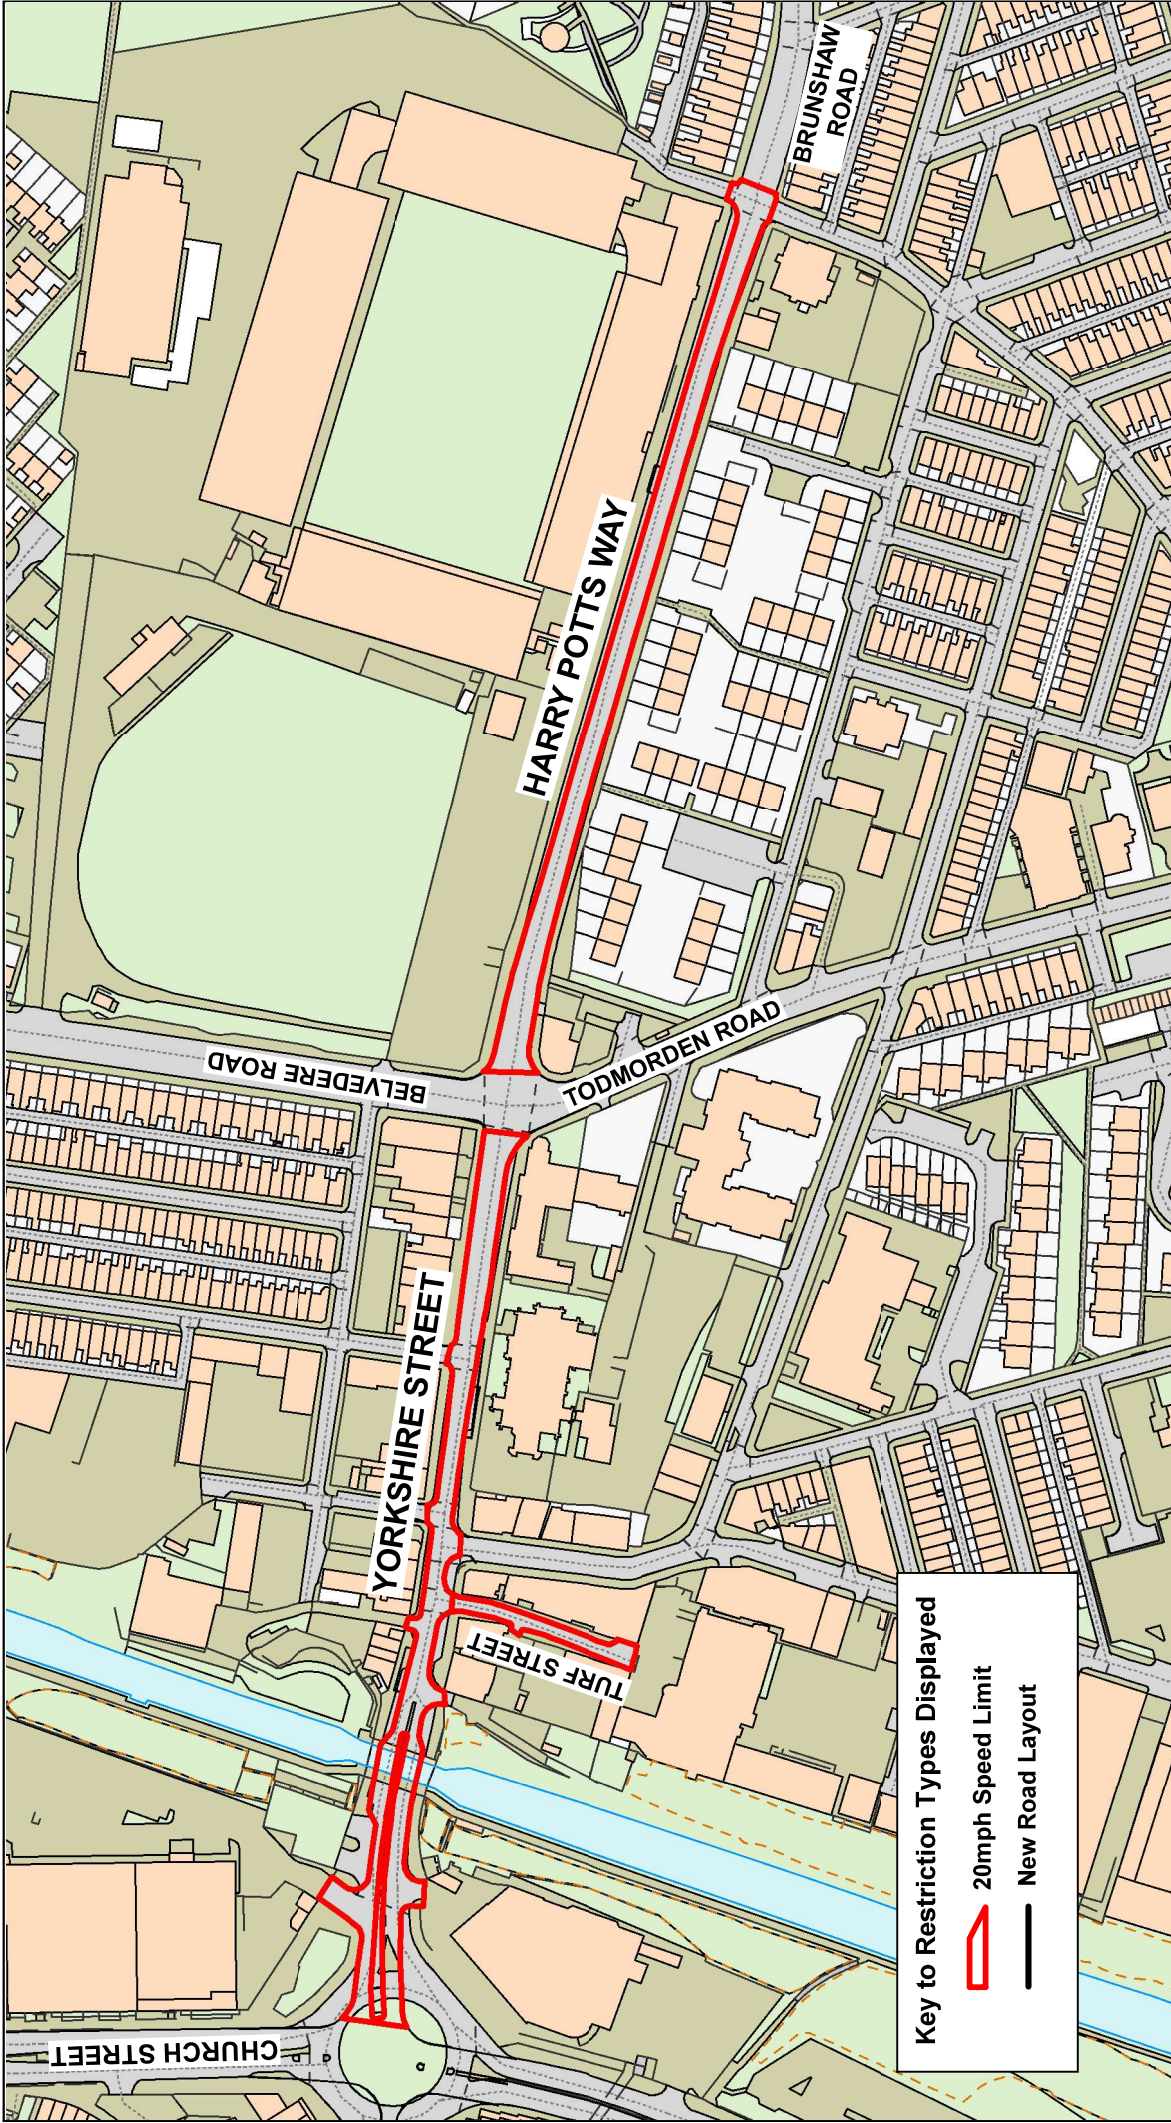 CHURCH STREET
YORKSHIRE STREET
TURF STREET
BELVEDERE ROAD
TODMORDEN ROAD
HARRY POTTS WAY
BRUNSHAW
ROAD
Key to Restriction Types Displayed
20mph Speed Limit
New Road Layout